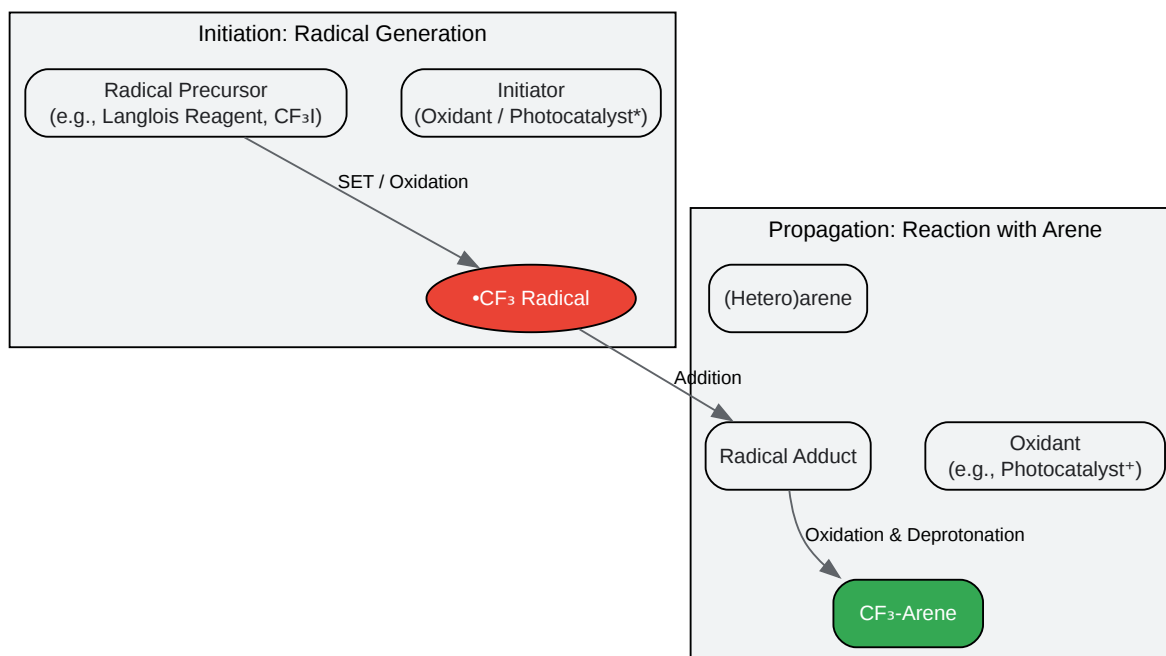 Initiation: Radical Generation
Radical Precursor
(e.g., Langlois Reagent, CF₃I)
Initiator
(Oxidant / Photocatalyst*)
SET / Oxidation
•CF₃ Radical
Propagation: Reaction with Arene
(Hetero)arene
Addition
Radical Adduct
Oxidant
(e.g., Photocatalyst⁺)
Oxidation & Deprotonation
CF₃-Arene